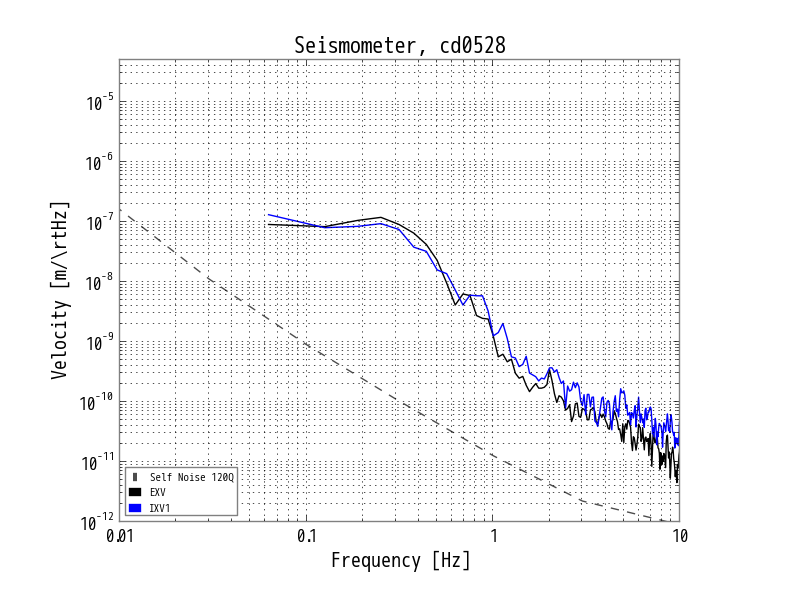 Seismometer, cd0528
Velocity [m/\rtHz]
10^-5
10^-6
10^-7
10^-8
10^-9
10^-10
10^-11
10^-12
Self Noise 120Q
EXV
IXV1
0.01 0.1 1 10
Frequency [Hz]